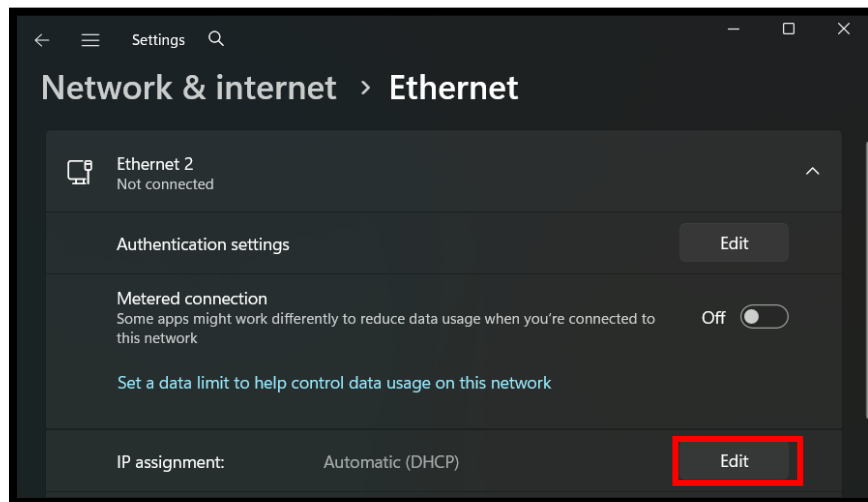 Settings
Network & internet > Ethernet
Ethernet 2
Not connected
Authentication settings
Edit
Metered connection
Some apps might work differently to reduce data usage when you're connected to
this network
Off
Set a data limit to help control data usage on this network
IP assignment:
Automatic (DHCP)
Edit